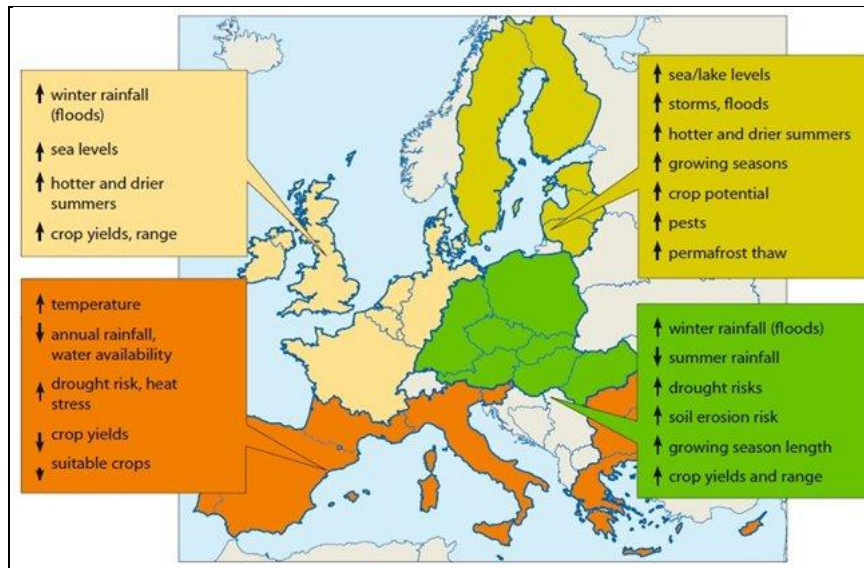 ↑ winter rainfall
(floods)
↑ sea levels
↑ hotter and drier
summers
↑ crop yields, range
↑ sea/lake levels
↑ storms, floods
↑ hotter and drier summers
↑ growing seasons
↑ crop potential
↑ pests
↑ permafrost thaw
↑ temperature
↓ annual rainfall,
water availability
↑ drought risk, heat
stress
↓ crop yields
↓ suitable crops
↑ winter rainfall (floods)
↓ summer rainfall
↑ drought risks
↑ soil erosion risk
↑ growing season length
↑ crop yields and range